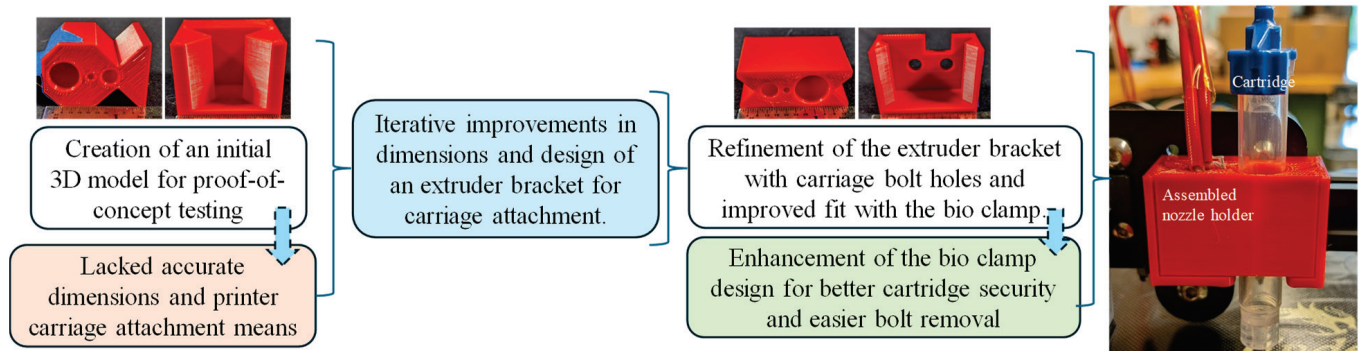 Creation of an initial
3D model for proof-of-
concept testing
Lacked accurate
dimensions and printer
carriage attachment means
Iterative improvements in
dimensions and design of
an extruder bracket for
carriage attachment.
Refinement of the extruder bracket
with carriage bolt holes and
improved fit with the bio clamp.
Enhancement of the bio clamp
design for better cartridge security
and easier bolt removal
Cartridge
Assembled
nozzle holder